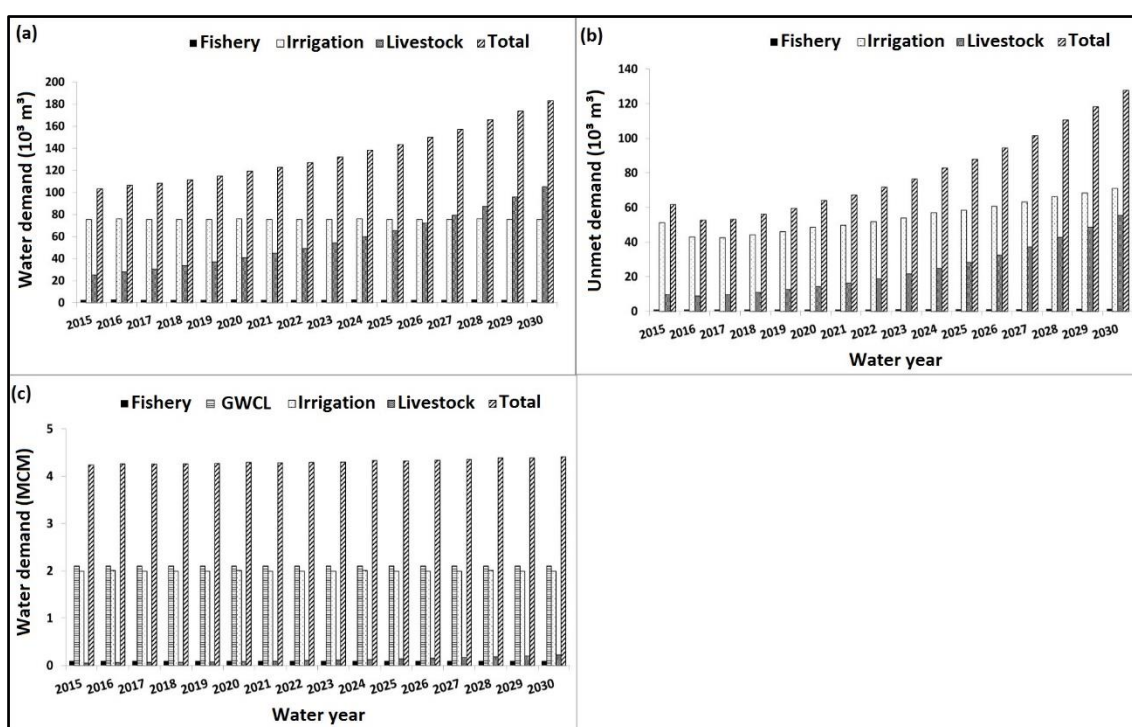 (a)
Fishery Irrigation Livestock Total
Water demand (10³ m³)
200
180
160
140
120
100
80
60
40
20
0
2015 2016 2017 2018 2019 2020 2021 2022 2023 2024 2025 2026 2027 2028 2029 2030
(b)
Fishery Irrigation Livestock Total
Unmet demand (10³ m³)
140
120
100
80
60
40
20
0
2015 2016 2017 2018 2019 2020 2021 2022 2023 2024 2025 2026 2027 2028 2029 2030
Water year
(c)
Fishery GWCL Irrigation Livestock Total
Water demand (MCM)
5
4
3
2
1
0
2015 2016 2017 2018 2019 2020 2021 2022 2023 2024 2025 2026 2027 2028 2029 2030
Water year